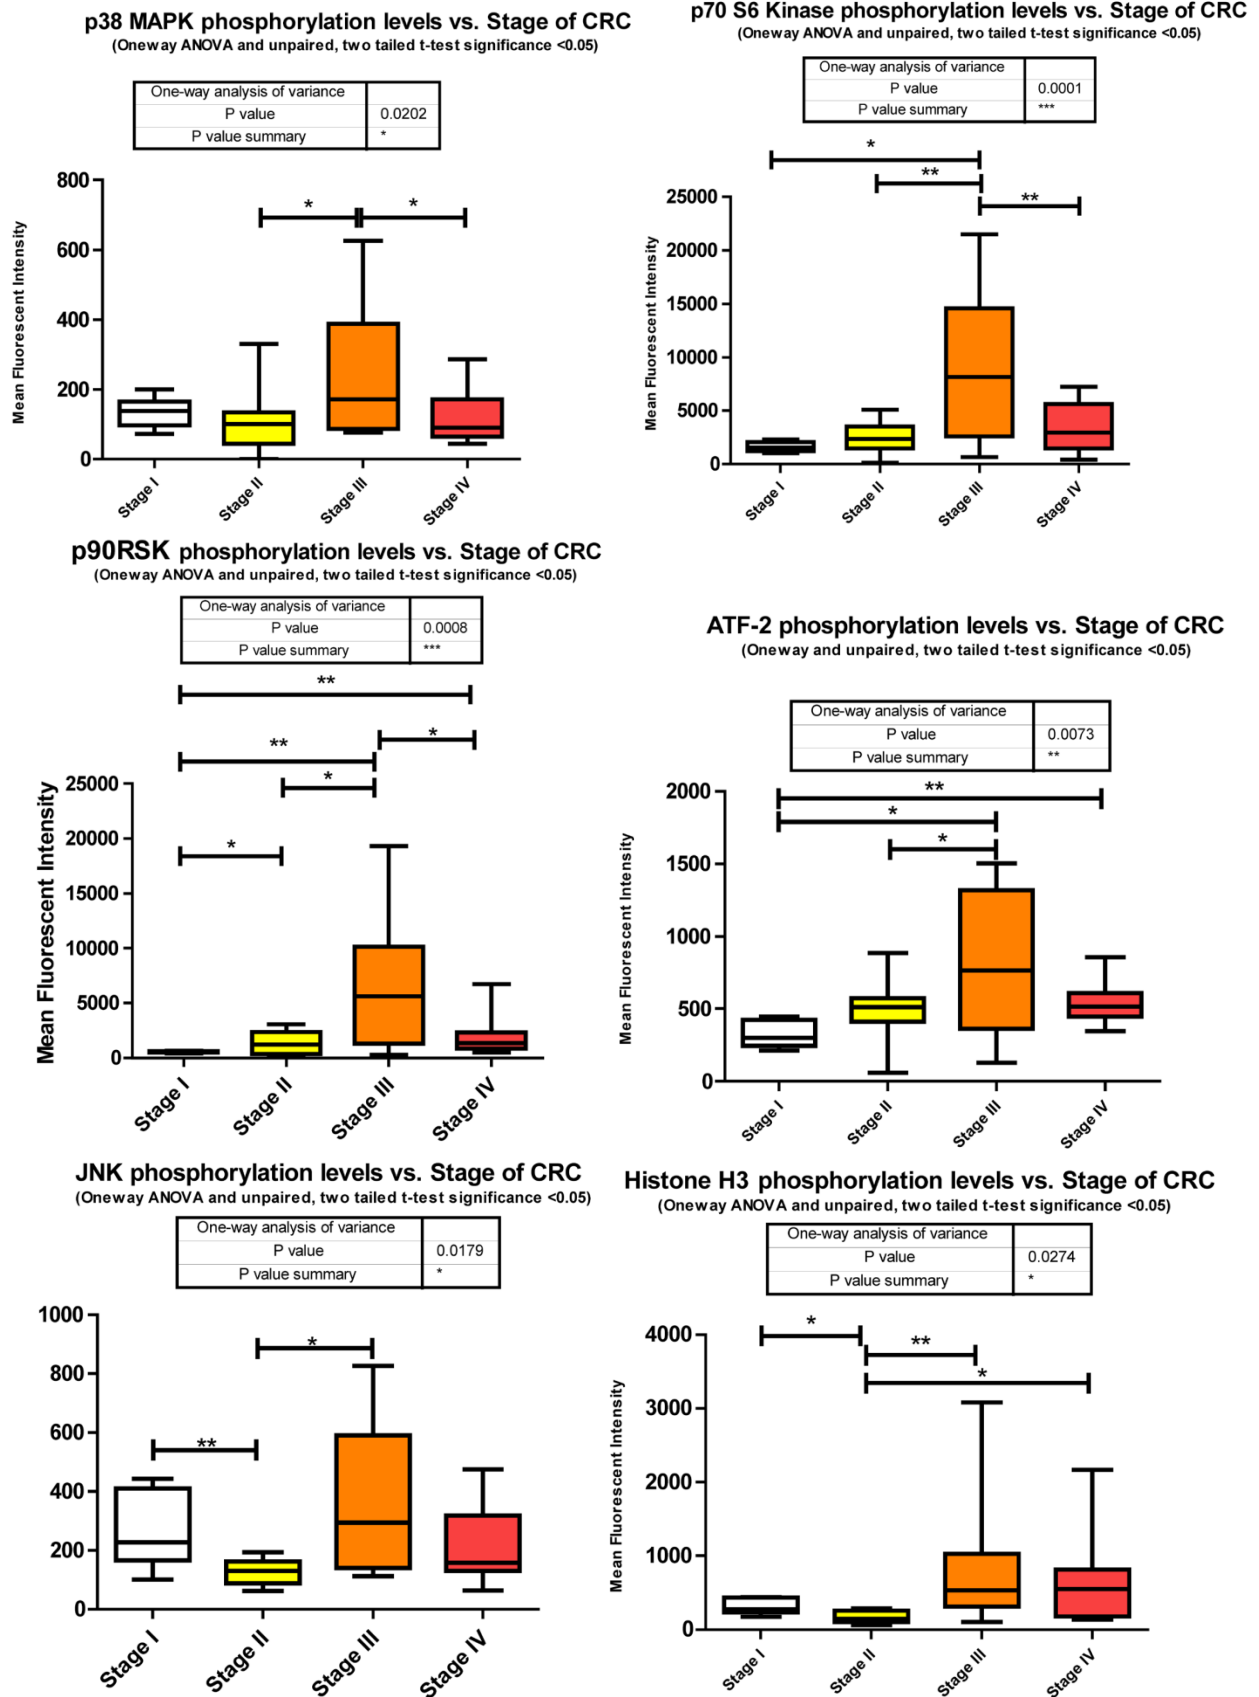 p38 MAPK phosphorylation levels vs. Stage of CRC
(Oneway ANOVA and unpaired, two tailed t-test significance <0.05)
One-way analysis of variance
P value 0.0202
P value summary *
Mean Fluorescent Intensity
800
600
400
200
0
* *
Stage I Stage II Stage III Stage IV
p70 S6 Kinase phosphorylation levels vs. Stage of CRC
(Oneway ANOVA and unpaired, two tailed t-test significance <0.05)
One-way analysis of variance
P value 0.0001
P value summary ***
*
**
**
Mean Fluorescent Intensity
25000
20000
15000
10000
5000
0
Stage I Stage II Stage III Stage IV
p90RSK phosphorylation levels vs. Stage of CRC
(Oneway ANOVA and unpaired, two tailed t-test significance <0.05)
One-way analysis of variance
P value 0.0008
P value summary ***
**
*
**
*
*
Mean Fluorescent Intensity
25000
20000
15000
10000
5000
0
Stage I Stage II Stage III Stage IV
ATF-2 phosphorylation levels vs. Stage of CRC
(Oneway and unpaired, two tailed t-test significance <0.05)
One-way analysis of variance
P value 0.0073
P value summary **
**
*
*
Mean Fluorescent Intensity
2000
1500
1000
500
0
Stage I Stage II Stage III Stage IV
JNK phosphorylation levels vs. Stage of CRC
(Oneway ANOVA and unpaired, two tailed t-test significance <0.05)
One-way analysis of variance
P value 0.0179
P value summary *
1000
800
600
400
200
0
*
**
Stage I Stage II Stage III Stage IV
Histone H3 phosphorylation levels vs. Stage of CRC
(Oneway ANOVA and unpaired, two tailed t-test significance <0.05)
One-way analysis of variance
P value 0.0274
P value summary *
*
**
*
Mean Fluorescent Intensity
4000
3000
2000
1000
0
Stage I Stage II Stage III Stage IV